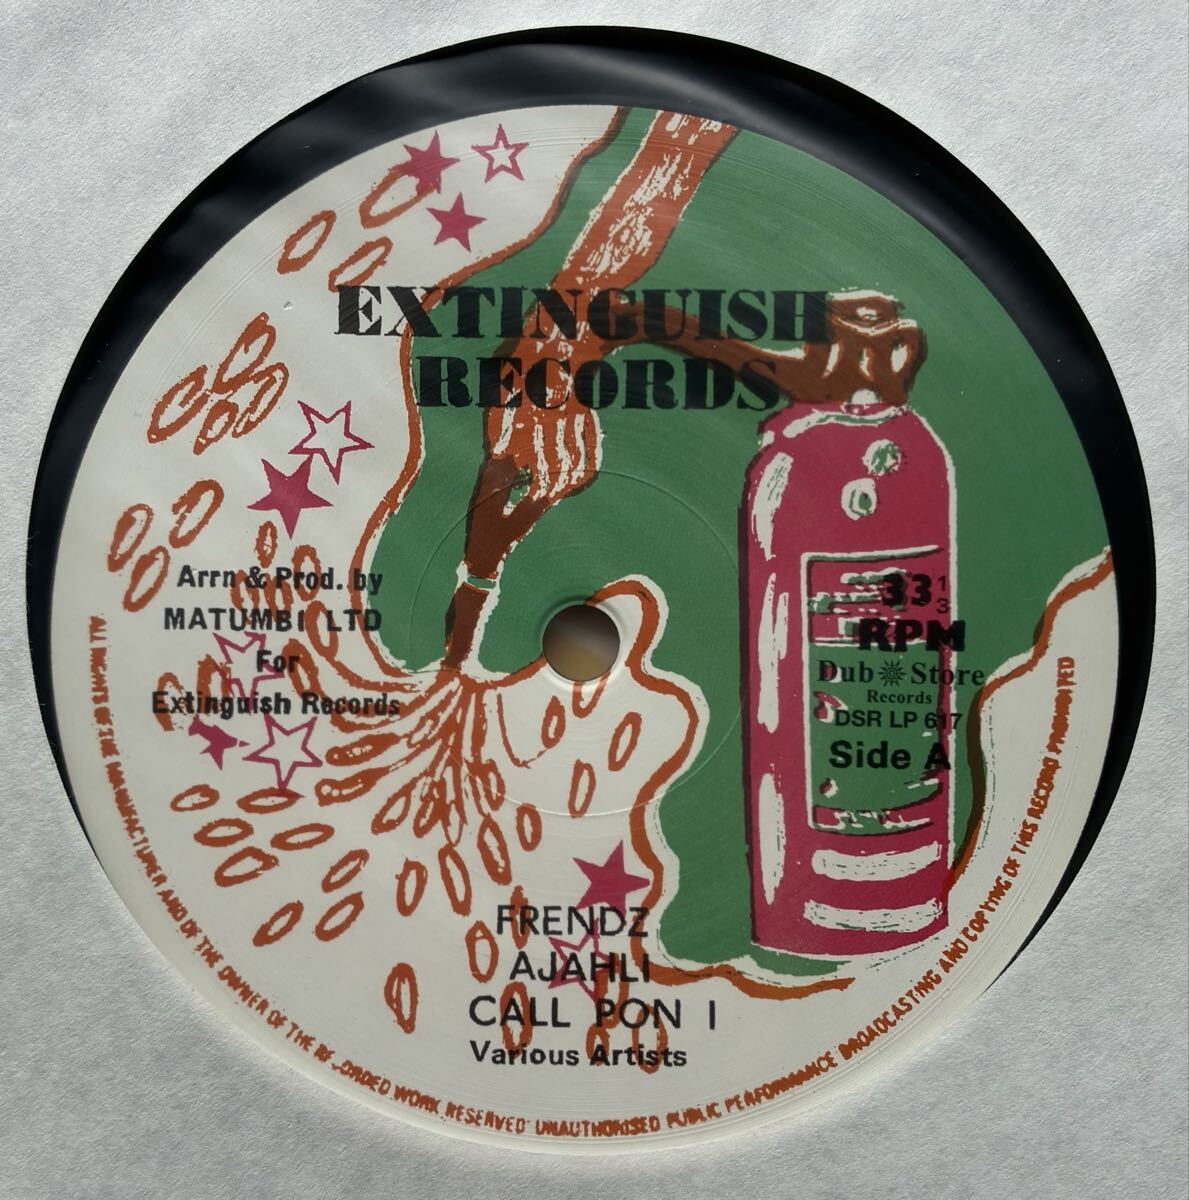 EXTINGUISH
RECORDS
Arrn & Prod. by
MATUMBI LTD
For
Extinguish Records
33 1/3
RPM
Dub Store
Records
DSR LP 617
Side A
FRENDZ
AJAHLI
CALL PON I
Various Artists
ALL RIGHTS OF THE MANUFACTURER AND OF THE OWNER OF THE RECORDED WORK RESERVED UNAUTHORISED PUBLIC PERFORMANCE BROADCASTING AND COPYING OF THIS RECORD PROHIBITED